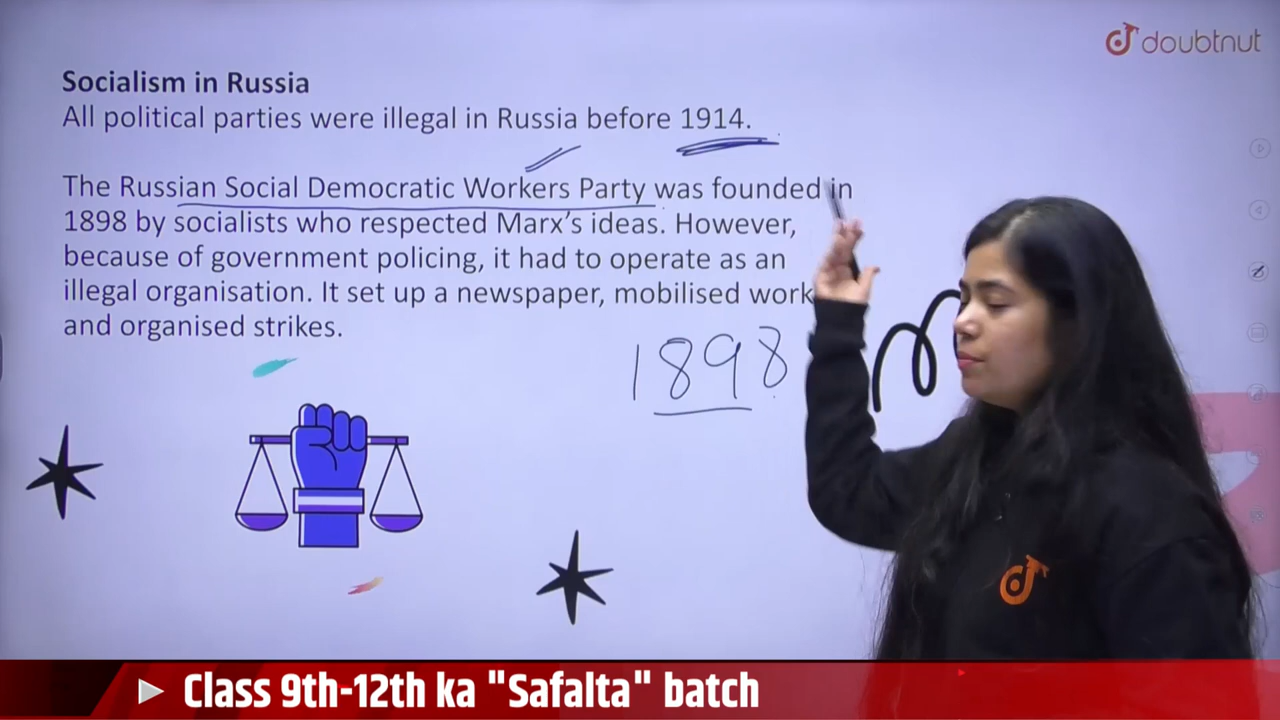 doubtnut
Socialism in Russia
All political parties were illegal in Russia before 1914.
The Russian Social Democratic Workers Party was founded in
1898 by socialists who respected Marx's ideas. However,
because of government policing, it had to operate as an
illegal organisation. It set up a newspaper, mobilised work
and organised strikes.
1898
Class 9th-12th ka "Safalta" batch